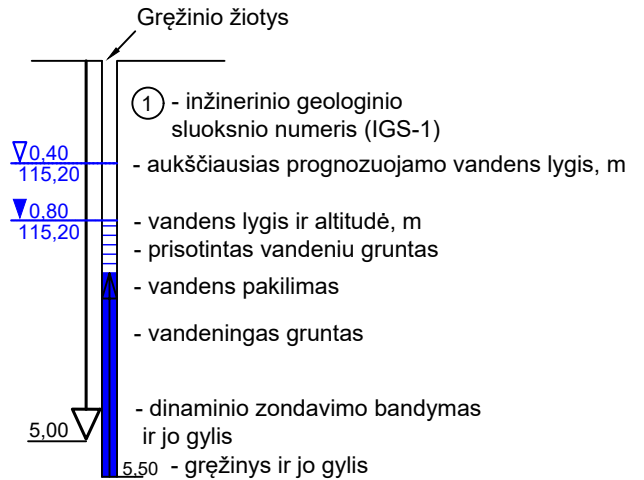 Gręžinio žiotys
1 - inžinerinio geologinio
sluoksnio numeris (IGS-1)
0,40
115,20
- aukščiausias prognozuojamo vandens lygis, m
0,80
115,20
- vandens lygis ir altitudė, m
- prisotintas vandeniu gruntas
- vandens pakilimas
- vandeningas gruntas
- dinaminio zondavimo bandymas
ir jo gylis
5,00
5,50 - gręžinys ir jo gylis